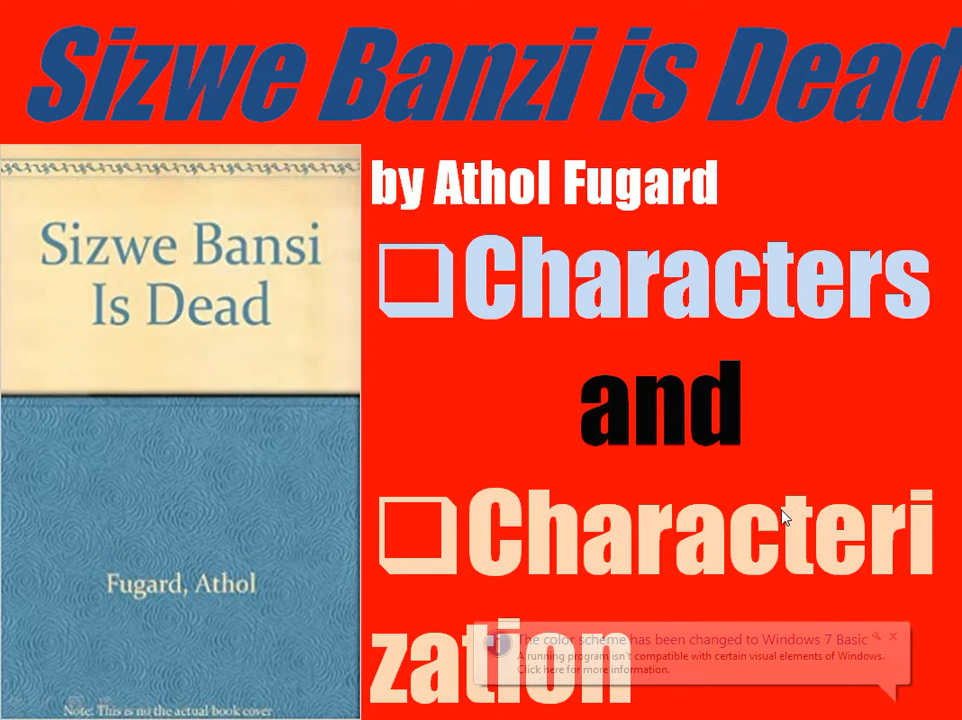 Sizwe Banzi is Dead
by Athol Fugard
❑Characters
and
❑Characteri
zation
Sizwe Bansi
Is Dead
Fugard, Athol
Note: This is no the actual book cover
The color scheme has been changed to Windows 7 Basic
A running program isn't compatible with certain visual elements of Windows.
Click here for more information.